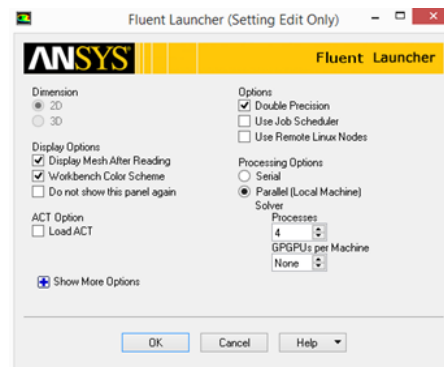 Fluent Launcher (Setting Edit Only)
ANSYS
Fluent Launcher
Dimension
2D
3D
Display Options
Display Mesh After Reading
Workbench Color Scheme
Do not show this panel again
ACT Option
Load ACT
Show More Options
Options
Double Precision
Use Job Scheduler
Use Remote Linux Nodes
Processing Options
Serial
Parallel (Local Machine)
Solver
Processes
4
GPGPUs per Machine
None
OK
Cancel
Help